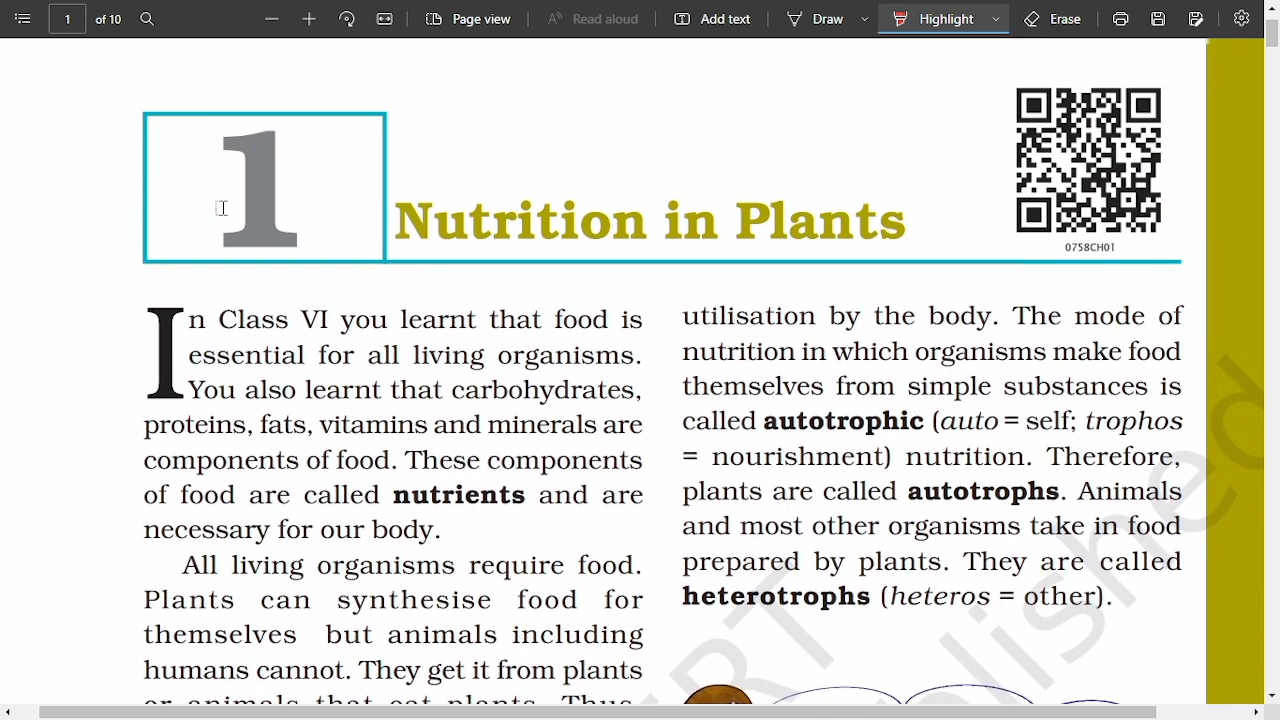 1 of 10
Page view
Read aloud
Add text
Draw
Highlight
Erase
1
Nutrition in Plants
0758CH01
In Class VI you learnt that food is
essential for all living organisms.
You also learnt that carbohydrates,
proteins, fats, vitamins and minerals are
components of food. These components
of food are called nutrients and are
necessary for our body.
All living organisms require food.
Plants can synthesise food for
themselves but animals including
humans cannot. They get it from plants
or animals that eat plants. Thus,
utilisation by the body. The mode of
nutrition in which organisms make food
themselves from simple substances is
called autotrophic (auto = self; trophos
= nourishment) nutrition. Therefore,
plants are called autotrophs. Animals
and most other organisms take in food
prepared by plants. They are called
heterotrophs (heteros = other).